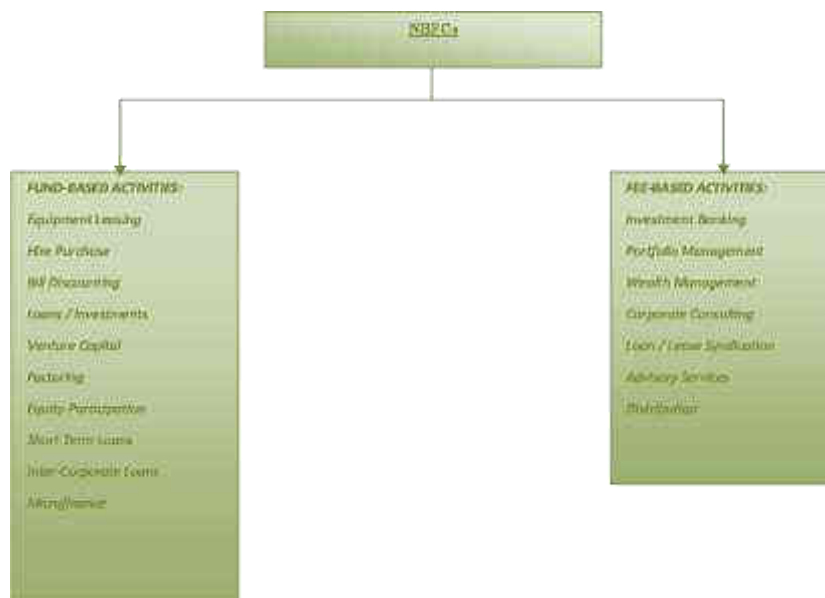 NBFCs
FUND-BASED ACTIVITIES:
Equipment Leasing
Hire Purchase
Bill Discounting
Loans / Investments
Venture Capital
Factoring
Equity Participation
Short Term Loans
Inter-Corporate Loans
Microfinance
FEE-BASED ACTIVITIES:
Investment Banking
Portfolio Management
Wealth Management
Corporate Consulting
Loan / Lease Syndication
Advisory Services
Distribution